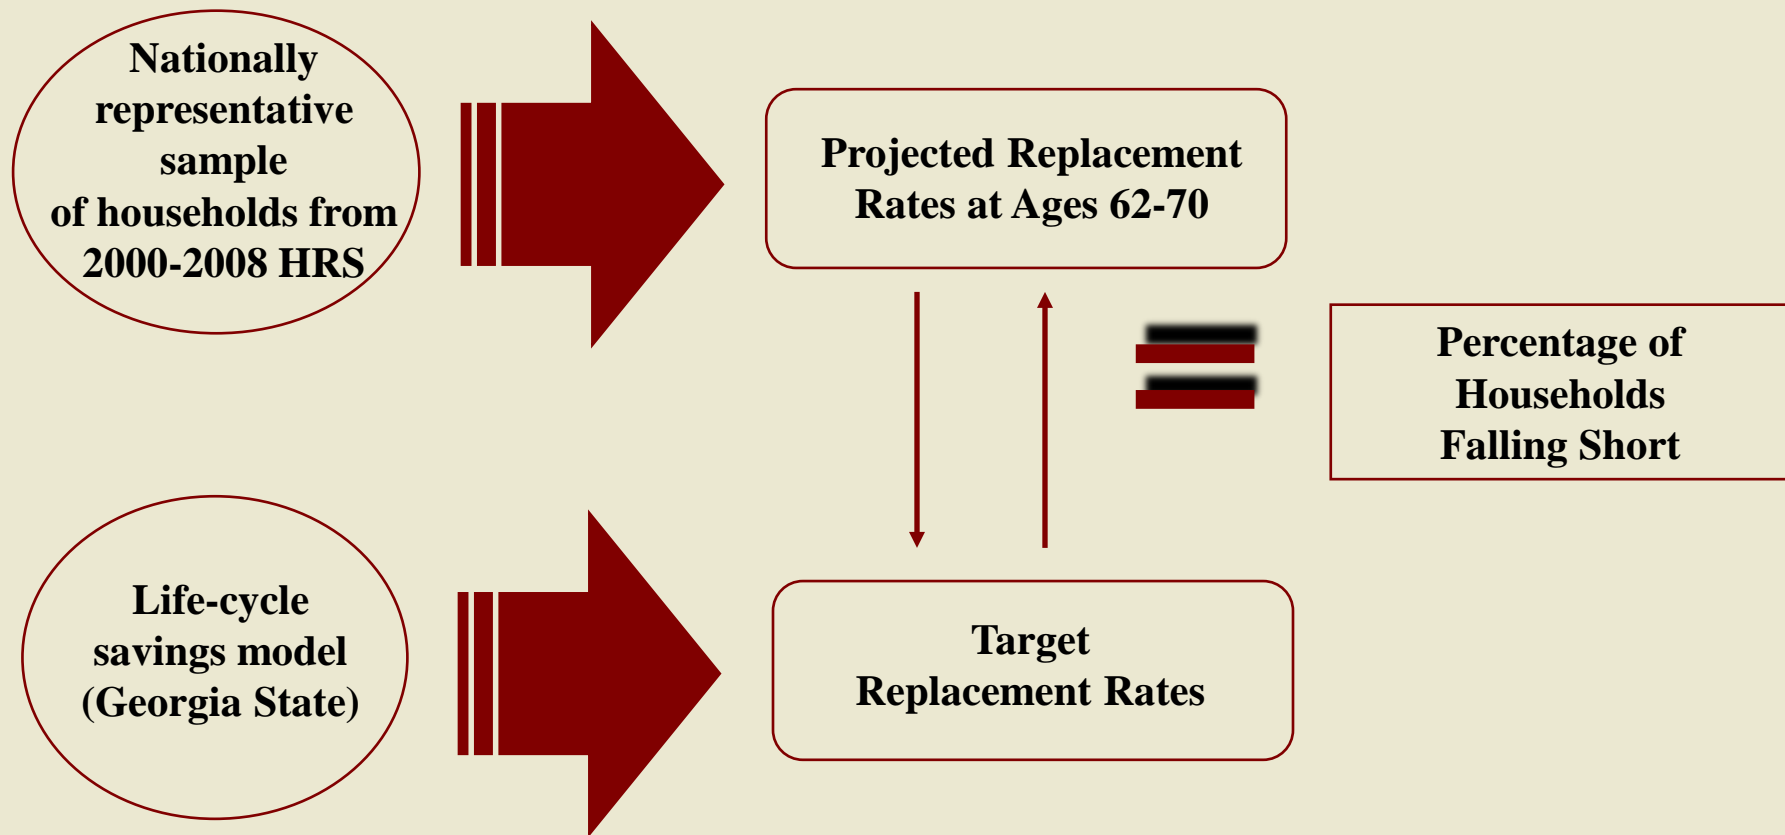 Nationally
representative
sample
of households from
2000-2008 HRS
Projected Replacement
Rates at Ages 62-70
Percentage of
Households
Falling Short
Life-cycle
savings model
(Georgia State)
Target
Replacement Rates